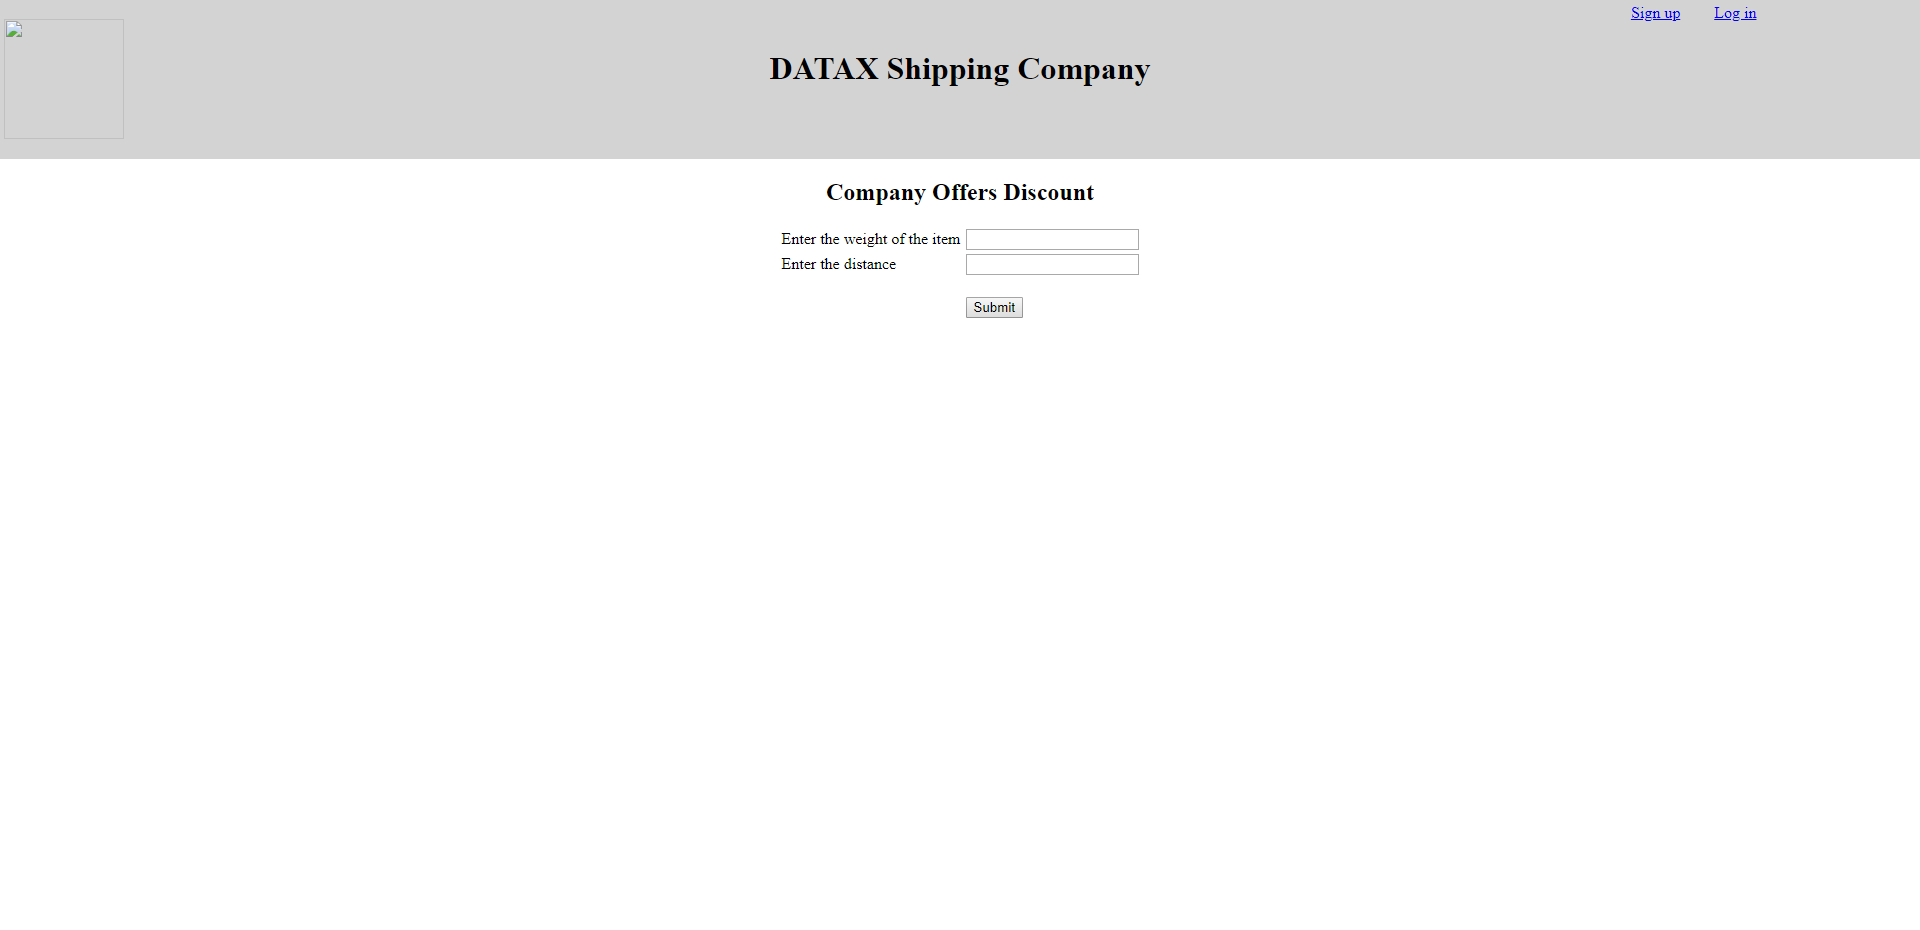 Sign up Log in
DATAX Shipping Company
Company Offers Discount
Enter the weight of the item
Enter the distance
Submit